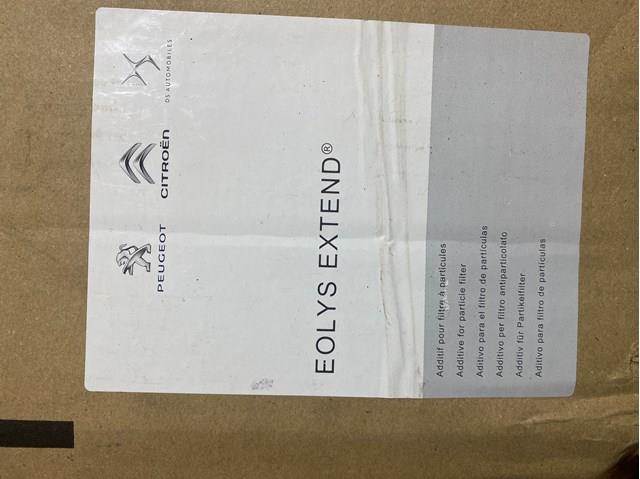 PEUGEOT
CITROËN
DS AUTOMOBILES
EOLYS EXTEND®
Additif pour filtre à particules
Additive for particle filter
Aditivo para el filtro de partículas
Additivo per filtro antiparticolato
Additiv für Partikelfilter
Aditivo para filtro de partículas